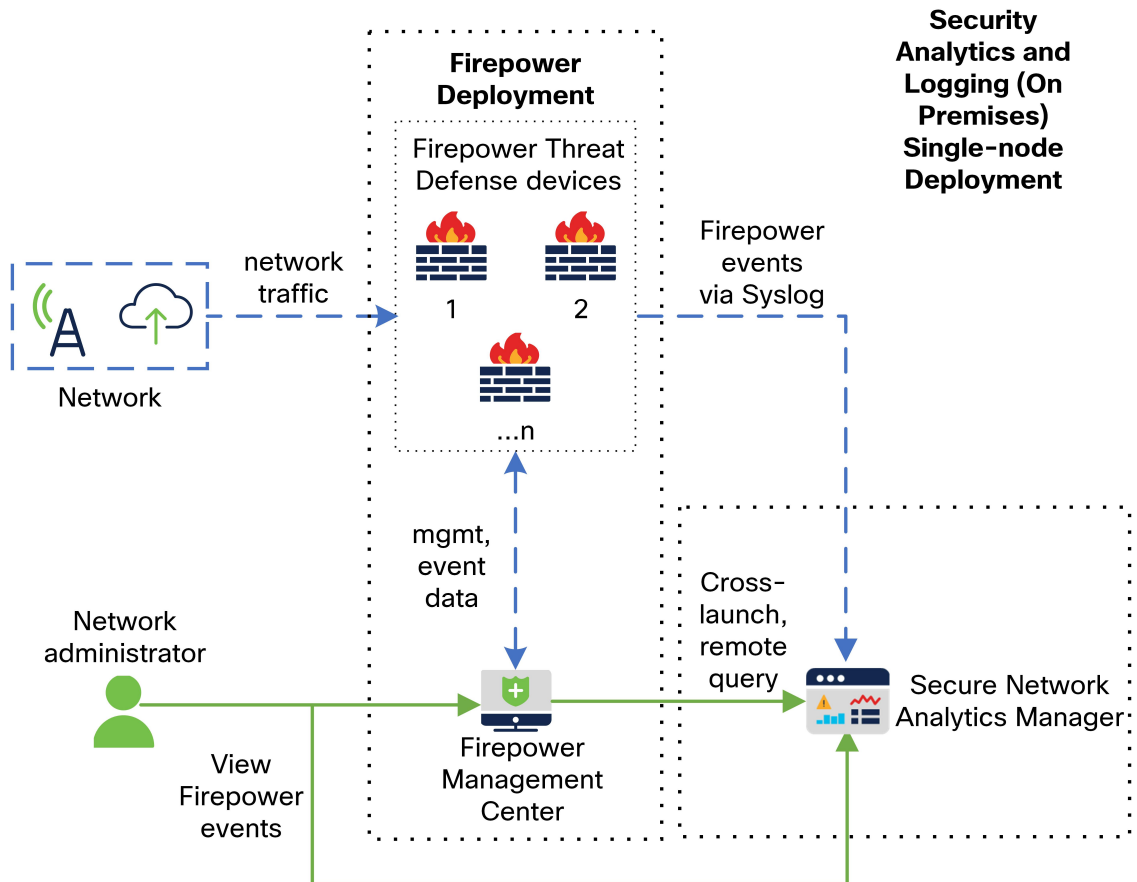 Security
Analytics and
Logging (On
Premises)
Single-node
Deployment
Firepower
Deployment
Firepower Threat
Defense devices
1
2
...n
network
traffic
Network
Firepower
events
via Syslog
mgmt,
event
data
Cross-
launch,
remote
query
Network
administrator
View
Firepower
events
Firepower
Management
Center
Secure Network
Analytics Manager